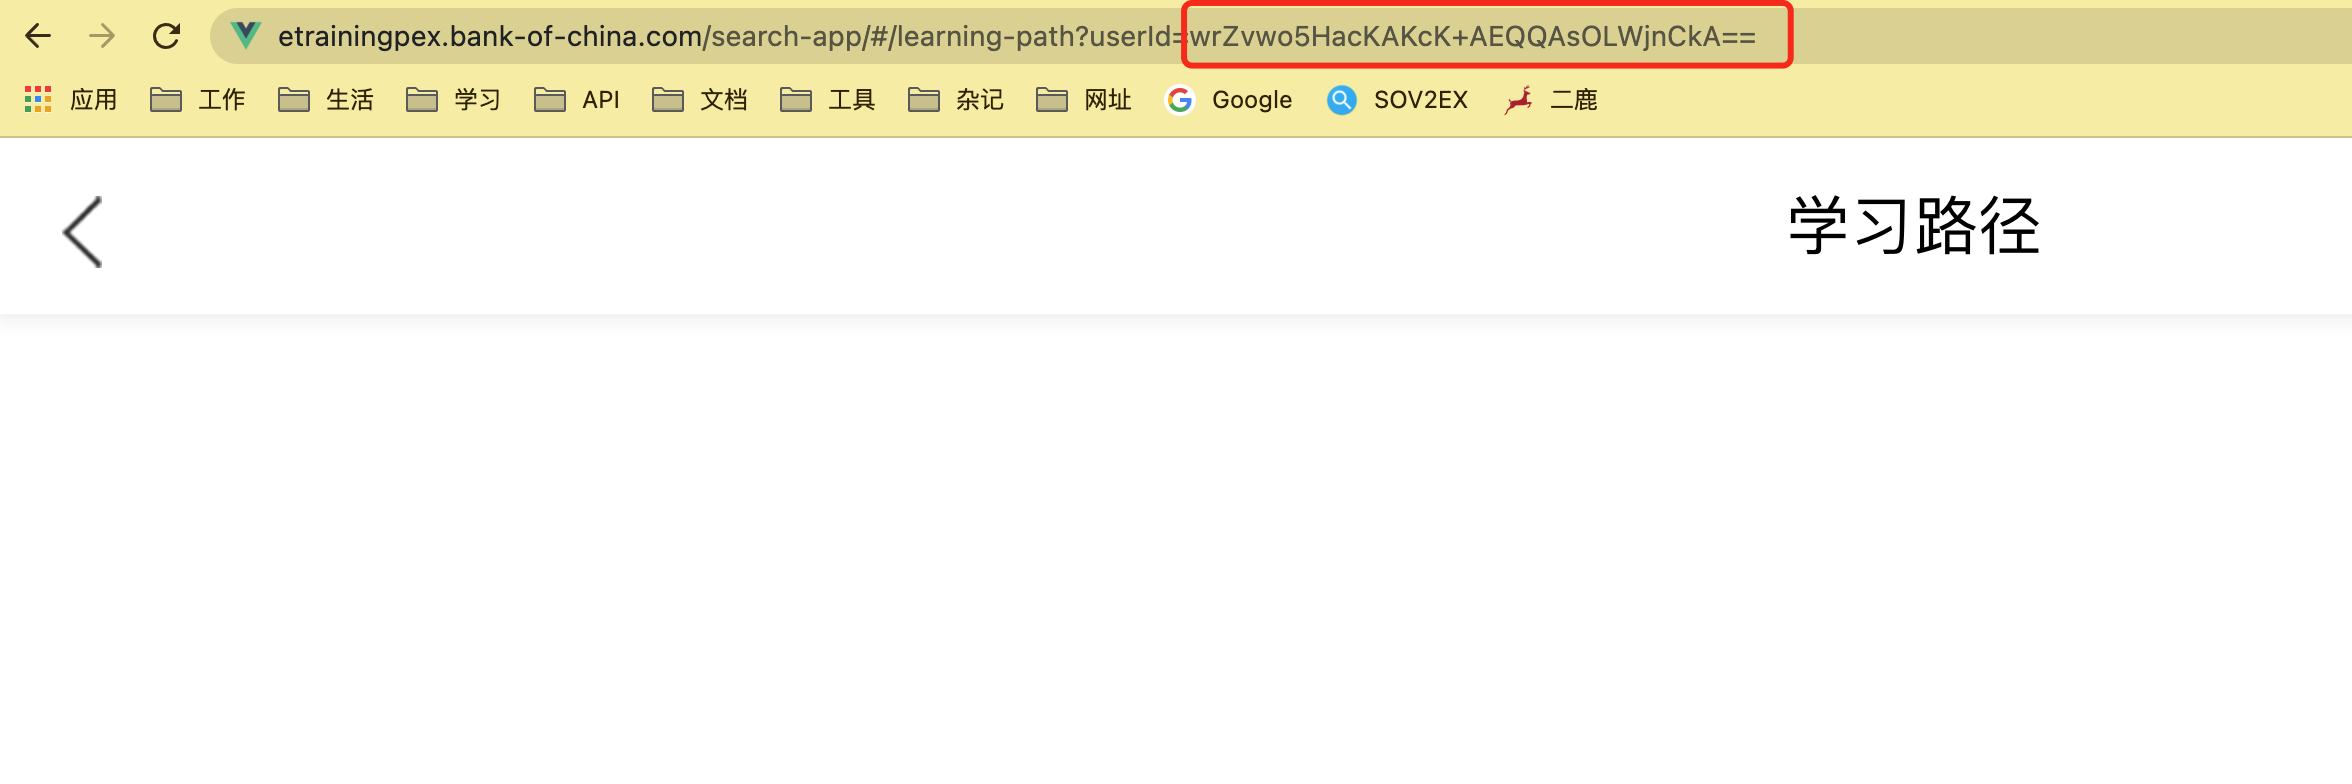 etrainingpex.bank-of-china.com/search-app/#/learning-path?userId=wrZvwo5HacKAKcK+AEQQAsOLWjnCkA==
应用 工作 生活 学习 API 文档 工具 杂记 网址 Google SOV2EX 二鹿
学习路径